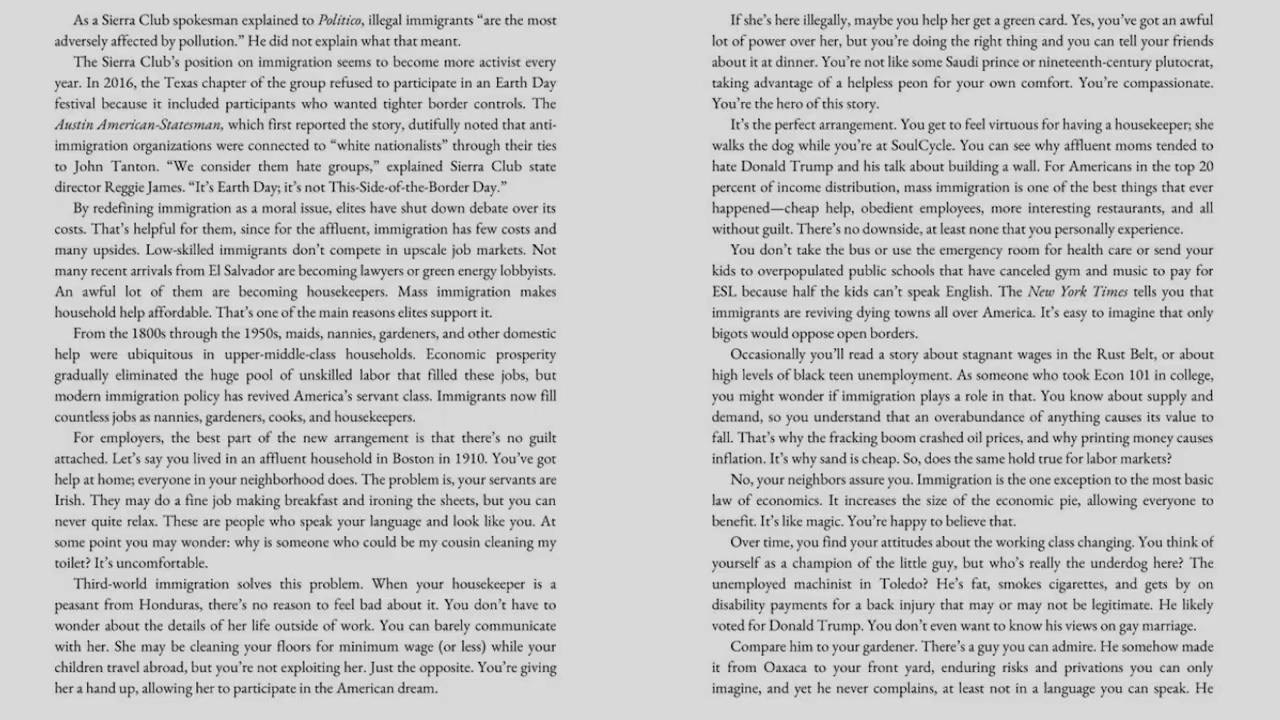 As a Sierra Club spokesman explained to Politico, illegal immigrants “are the most
adversely affected by pollution.” He did not explain what that meant.
The Sierra Club’s position on immigration seems to become more activist every
year. In 2016, the Texas chapter of the group refused to participate in an Earth Day
festival because it included participants who wanted tighter border controls. The
Austin American-Statesman, which first reported the story, dutifully noted that anti-
immigration organizations were connected to “white nationalists” through their ties
to John Tanton. “We consider them hate groups,” explained Sierra Club state
director Reggie James. “It’s Earth Day; it’s not This-Side-of-the-Border Day.”
By redefining immigration as a moral issue, elites have shut down debate over its
costs. That’s helpful for them, since for the affluent, immigration has few costs and
many upsides. Low-skilled immigrants don’t compete in upscale job markets. Not
many recent arrivals from El Salvador are becoming lawyers or green energy lobbyists.
An awful lot of them are becoming housekeepers. Mass immigration makes
household help affordable. That’s one of the main reasons elites support it.
From the 1800s through the 1950s, maids, nannies, gardeners, and other domestic
help were ubiquitous in upper-middle-class households. Economic prosperity
gradually eliminated the huge pool of unskilled labor that filled these jobs, but
modern immigration policy has revived America’s servant class. Immigrants now fill
countless jobs as nannies, gardeners, cooks, and housekeepers.
For employers, the best part of the new arrangement is that there’s no guilt
attached. Let’s say you lived in an affluent household in Boston in 1910. You’ve got
help at home; everyone in your neighborhood does. The problem is, your servants are
Irish. They may do a fine job making breakfast and ironing the sheets, but you can
never quite relax. These are people who speak your language and look like you. At
some point you may wonder: why is someone who could be my cousin cleaning my
toilet? It’s uncomfortable.
Third-world immigration solves this problem. When your housekeeper is a
peasant from Honduras, there’s no reason to feel bad about it. You don’t have to
wonder about the details of her life outside of work. You can barely communicate
with her. She may be cleaning your floors for minimum wage (or less) while your
children travel abroad, but you’re not exploiting her. Just the opposite. You’re giving
her a hand up, allowing her to participate in the American dream.
If she’s here illegally, maybe you help her get a green card. Yes, you’ve got an awful
lot of power over her, but you’re doing the right thing and you can tell your friends
about it at dinner. You’re not like some Saudi prince or nineteenth-century plutocrat,
taking advantage of a helpless peon for your own comfort. You’re compassionate.
You’re the hero of this story.
It’s the perfect arrangement. You get to feel virtuous for having a housekeeper; she
walks the dog while you’re at SoulCycle. You can see why affluent moms tended to
hate Donald Trump and his talk about building a wall. For Americans in the top 20
percent of income distribution, mass immigration is one of the best things that ever
happened—cheap help, obedient employees, more interesting restaurants, and all
without guilt. There’s no downside, at least none that you personally experience.
You don’t take the bus or use the emergency room for health care or send your
kids to overpopulated public schools that have canceled gym and music to pay for
ESL because half the kids can’t speak English. The New York Times tells you that
immigrants are reviving dying towns all over America. It’s easy to imagine that only
bigots would oppose open borders.
Occasionally you’ll read a story about stagnant wages in the Rust Belt, or about
high levels of black teen unemployment. As someone who took Econ 101 in college,
you might wonder if immigration plays a role in that. You know about supply and
demand, so you understand that an overabundance of anything causes its value to
fall. That’s why the fracking boom crashed oil prices, and why printing money causes
inflation. It’s why sand is cheap. So, does the same hold true for labor markets?
No, your neighbors assure you. Immigration is the one exception to the most basic
law of economics. It increases the size of the economic pie, allowing everyone to
benefit. It’s like magic. You’re happy to believe that.
Over time, you find your attitudes about the working class changing. You think of
yourself as a champion of the little guy, but who’s really the underdog here? The
unemployed machinist in Toledo? He’s fat, smokes cigarettes, and gets by on
disability payments for a back injury that may or may not be legitimate. He likely
voted for Donald Trump. You don’t even want to know his views on gay marriage.
Compare him to your gardener. There’s a guy you can admire. He somehow made
it from Oaxaca to your front yard, enduring risks and privations you can only
imagine, and yet he never complains, at least not in a language you can speak. He